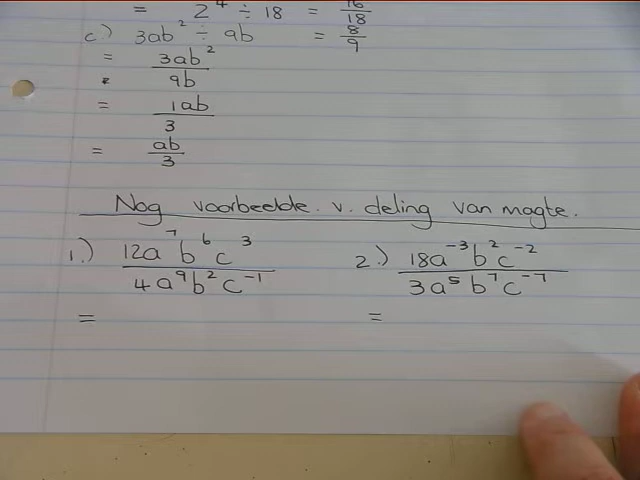 = 2⁴ ÷ 18 = 16/18
c.) 3ab² ÷ 9b = 8/9
= 3ab²/9b
= 1ab/3
= ab/3
Nog voorbeelde. v. deling van magte.
1.) 12a⁷b⁶c³/4a⁹b²c⁻¹ 2.) 18a⁻³b²c⁻²/3a⁵b⁷c⁻⁷
= =